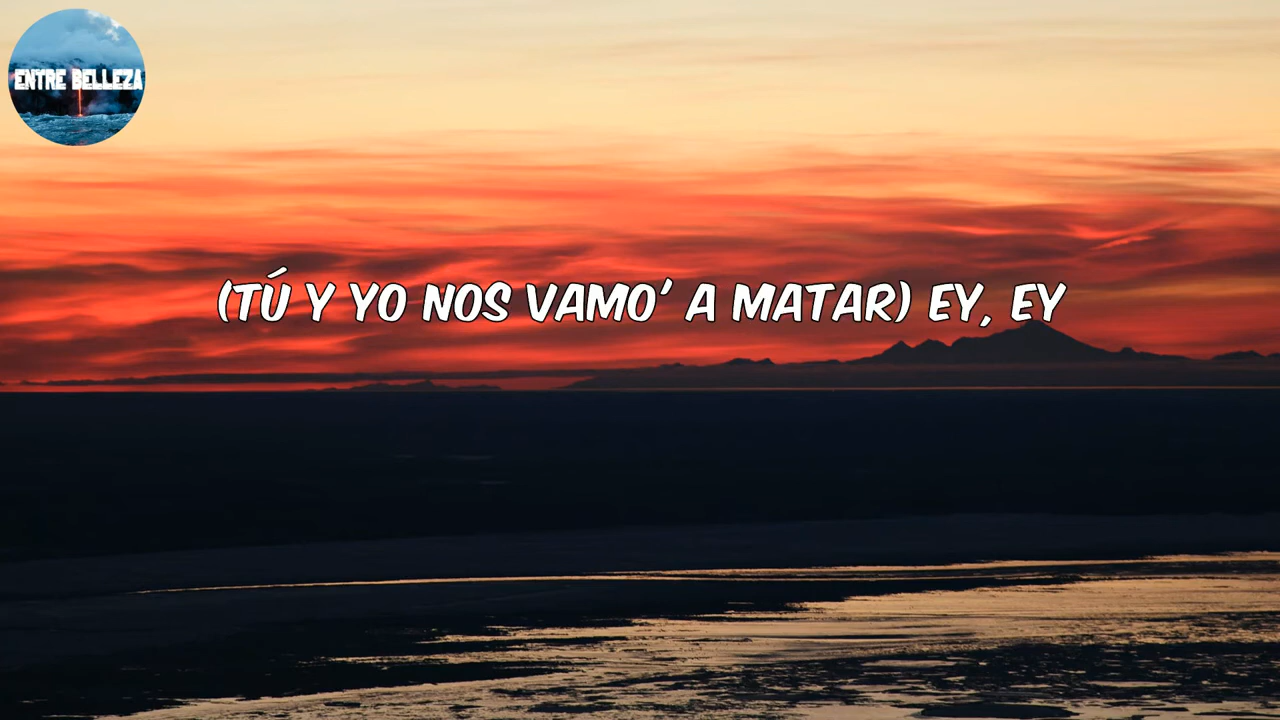 ENTRE BELLEZA
(TÚ Y YO NOS VAMO' A MATAR) EY, EY